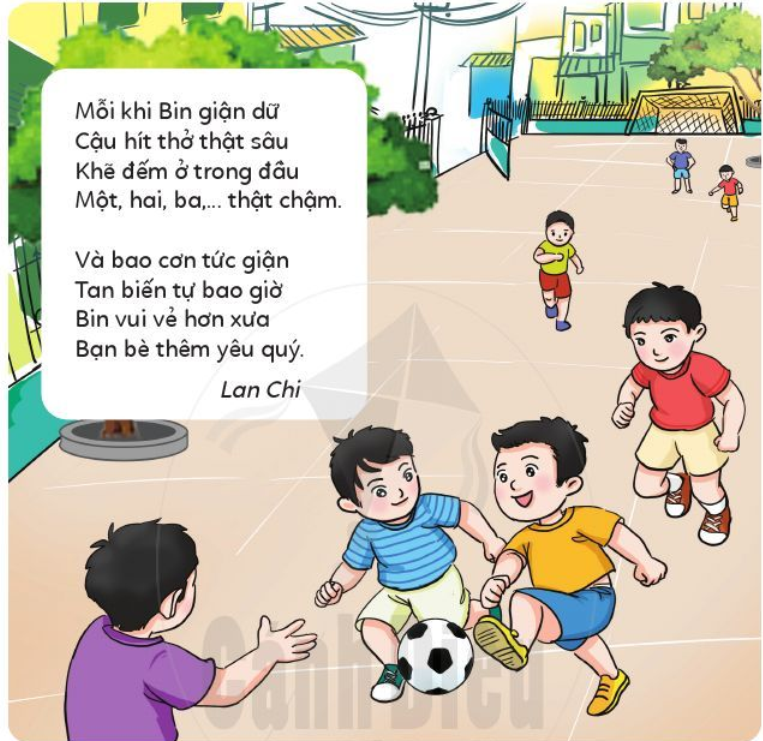 Mỗi khi Bin giận dữ
Cậu hít thở thật sâu
Khẽ đếm ở trong đầu
Một, hai, ba,... thật chậm.
Và bao cơn tức giận
Tan biến tự bao giờ
Bin vui vẻ hơn xưa
Bạn bè thêm yêu quý.
Lan Chi
Cánh Diều